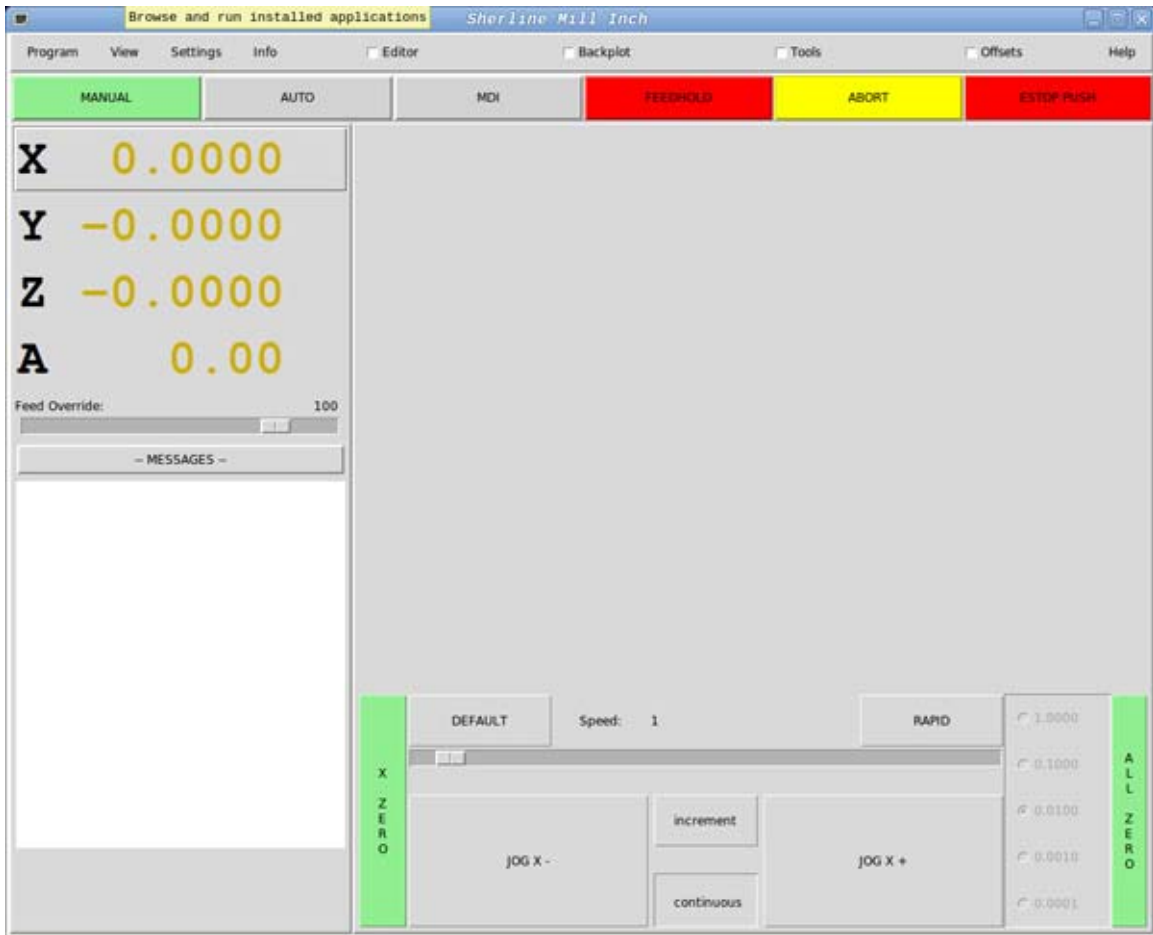 Browse and run installed applications
Sherline Mill Inch
Program View Settings Info Editor Backplot Tools Offsets Help
MANUAL AUTO MDI FEEDHOLD ABORT ESTOP PUSH
X 0.0000
Y -0.0000
Z -0.0000
A 0.00
Feed Override: 100
-- MESSAGES --
DEFAULT Speed: 1 RAPID
1.0000
0.1000
0.0100
0.0010
0.0001
X ZERO
JOG X -
increment
continuous
JOG X +
ALL ZERO